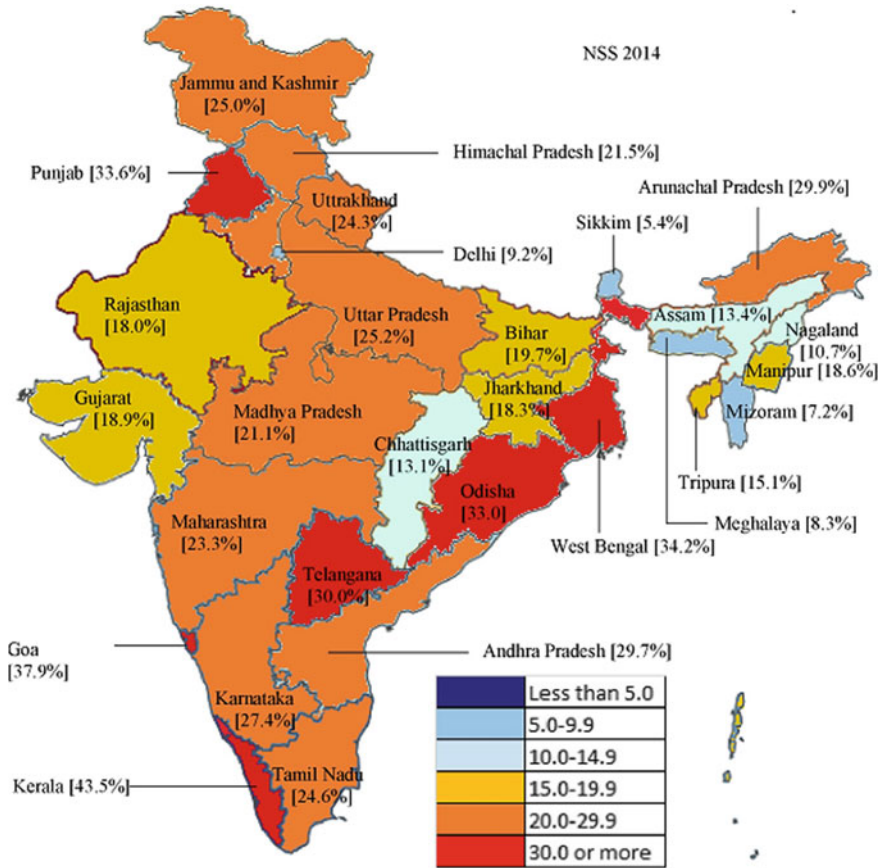 NSS 2014
Jammu and Kashmir
[25.0%]
Himachal Pradesh [21.5%]
Punjab [33.6%]
Arunachal Pradesh [29.9%]
Uttrakhand
[24.3%]
Sikkim [5.4%]
Delhi [9.2%]
Rajasthan
[18.0%]
Uttar Pradesh
[25.2%]
Assam [13.4%]
Bihar
[19.7%]
Nagaland
[10.7%]
Manipur [18.6%]
Gujarat
[18.9%]
Jharkhand
[18.3%]
Madhya Pradesh
[21.1%]
Mizoram [7.2%]
Chhattisgarh
[13.1%]
Tripura [15.1%]
Odisha
[33.0]
Maharashtra
[23.3%]
Meghalaya [8.3%]
West Bengal [34.2%]
Telangana
[30.0%]
Goa
[37.9%]
Andhra Pradesh [29.7%]
Karnataka
[27.4%]
Kerala [43.5%]
Tamil Nadu
[24.6%]
Less than 5.0
5.0-9.9
10.0-14.9
15.0-19.9
20.0-29.9
30.0 or more